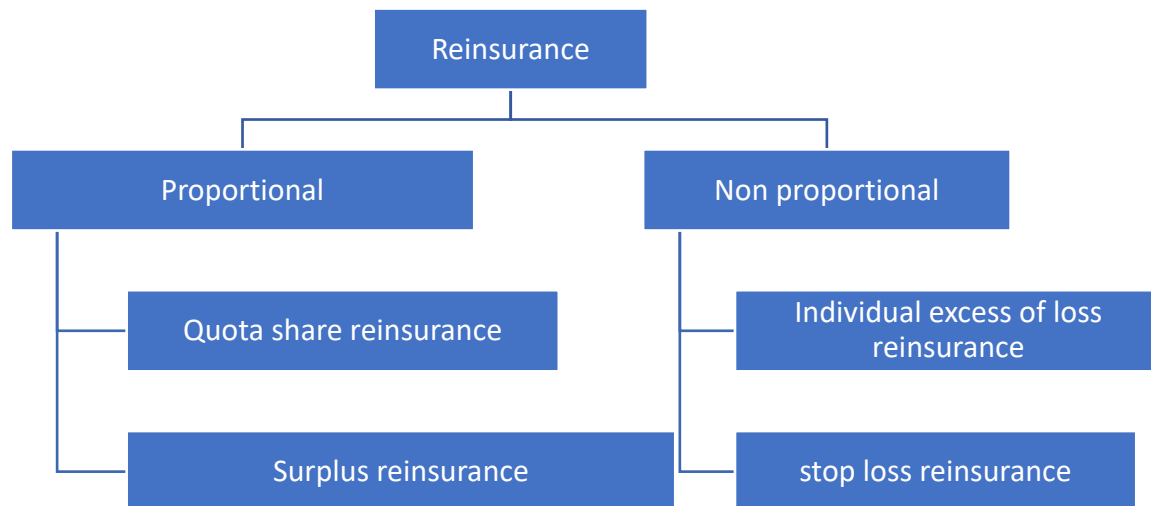 Reinsurance
Proportional
Non proportional
Quota share reinsurance
Individual excess of loss
reinsurance
Surplus reinsurance
stop loss reinsurance